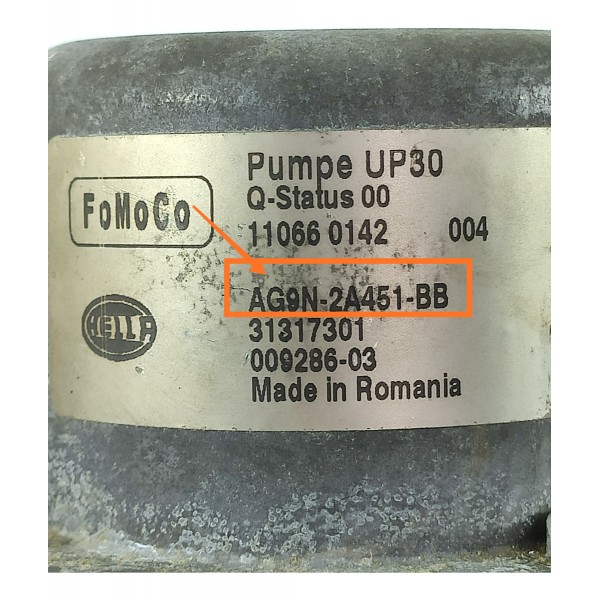 Pumpe UP30
Q-Status 00
FoMoCo
11066 0142 004
AG9N-2A451-BB
HELLA
31317301
009286-03
Made in Romania